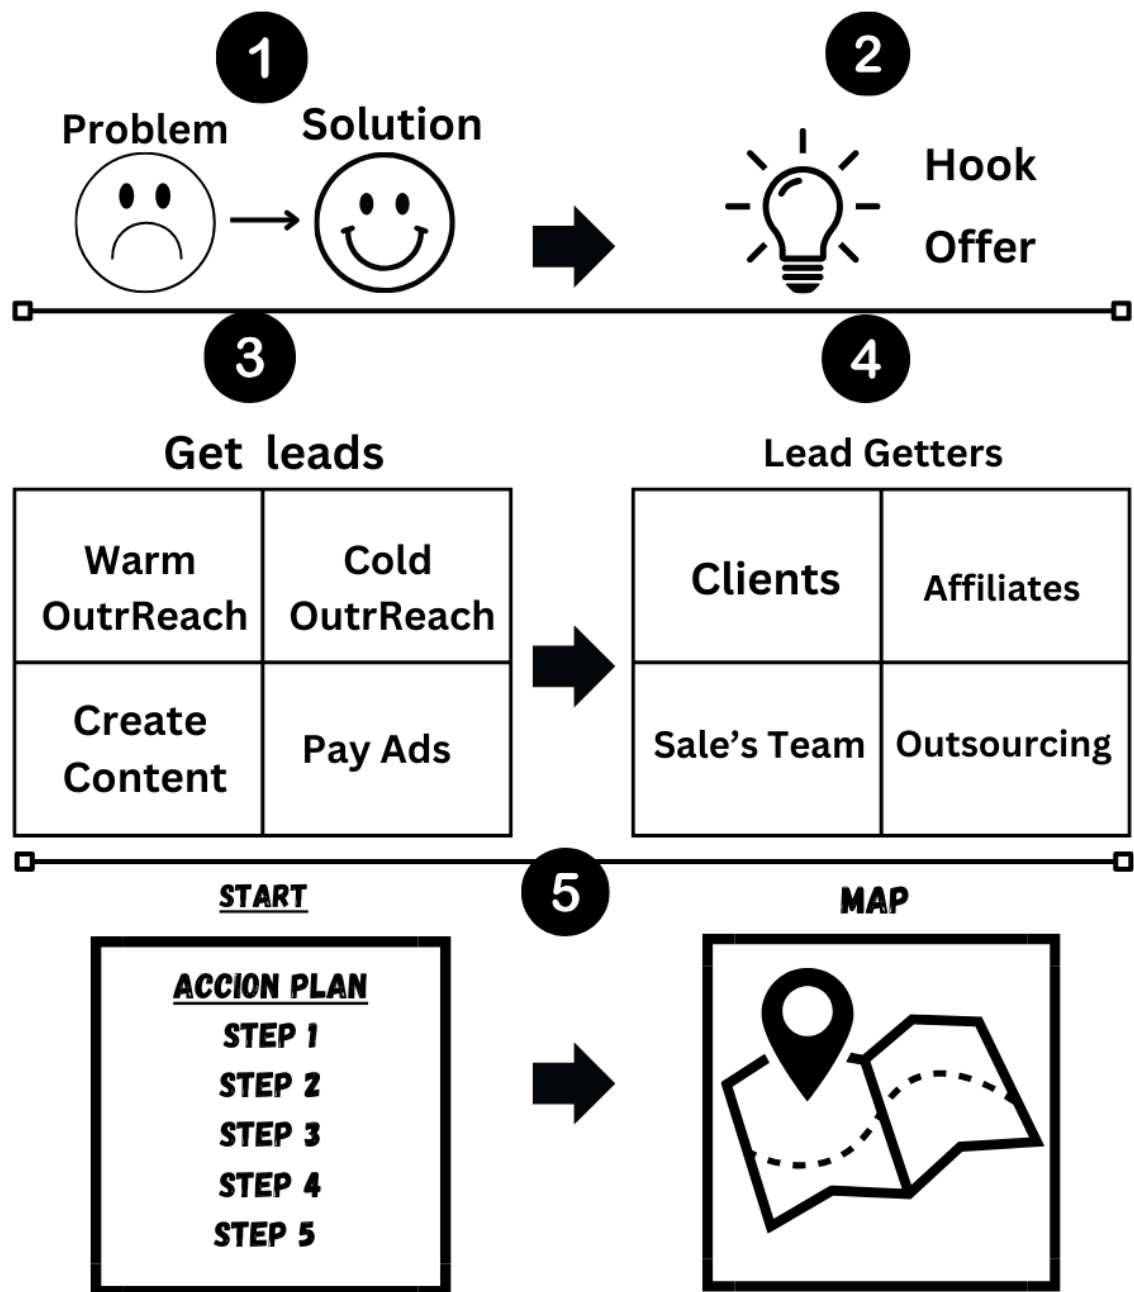 1
Problem
Solution
2
Hook
Offer
3
Get leads
Warm
OutrReach
Cold
OutrReach
Create
Content
Pay Ads
4
Lead Getters
Clients
Affiliates
Sale’s Team
Outsourcing
5
START
ACCION PLAN
STEP 1
STEP 2
STEP 3
STEP 4
STEP 5
MAP